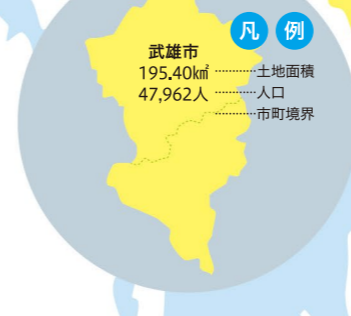 凡例
武雄市
195.40㎢ ………… 土地面積
47,962人 ………… 人口
………… 市町境界